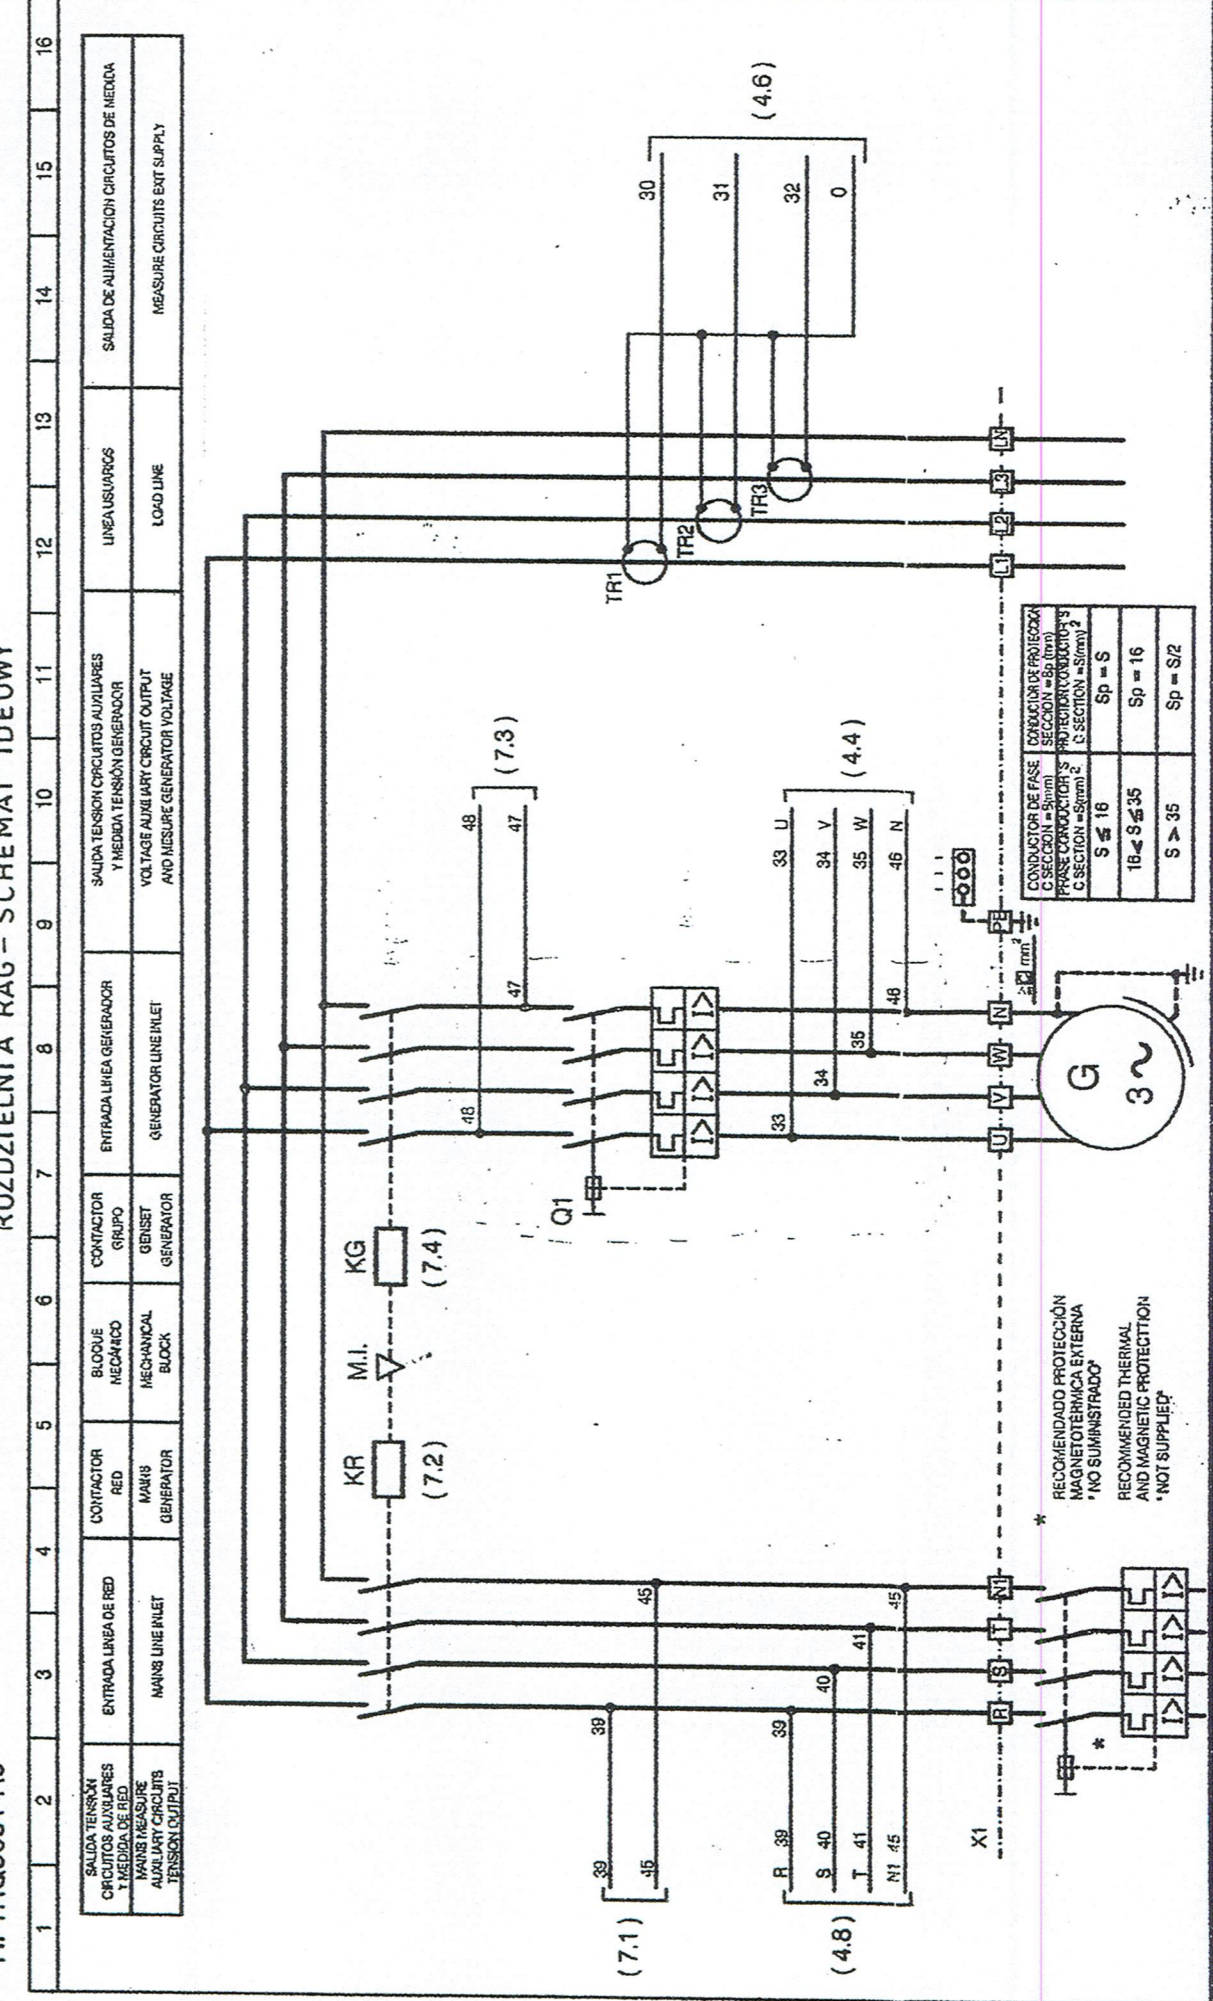 ROZDZIELNIA RAG - SCHEMAT IDEOWY
1
2
3
4
5
6
7
8
9
10
11
12
13
14
15
16
SALIDA TENSIÓN
CIRCUITOS AUXILIARES
Y MEDIDA DE RED
MAINS MEASURE
AUXILIARY CIRCUITS
TENSION OUTPUT
ENTRADA LINEA DE RED
MAINS LINE INLET
CONTACTOR
RED
MAINS
GENERATOR
BLOQUE
MECÁNICO
MECHANICAL
BLOCK
CONTACTOR
GRUPO
GENSET
GENERATOR
ENTRADA LINEA GENERADOR
GENERATOR LINE INLET
SALIDA TENSION CIRCUITOS AUXILIARES
Y MEDIDA TENSIÓN GENERADOR
VOLTAGE AUXILIARY CIRCUIT OUTPUT
AND MESURE GENERATOR VOLTAGE
LINEA USUARIOS
LOAD LINE
SALIDA DE ALIMENTACION CIRCUITOS DE MEDIDA
MEASURE CIRCUITS EXIT SUPPLY
KR
(7.2)
M.I.
KG
(7.4)
48
48
47
47
(7.3)
Q1
I>
I>
I>
I>
33
33 U
34
34 V
35
35 W
46
46 N
(4.4)
TR1
TR2
TR3
30
31
32
0
(4.6)
39
39
45
45
(7.1)
R 39
39
S 40
40
T 41
41
N1 45
45
(4.8)
X1
R
S
T
N1
U
V
W
N
PE
L1
L2
L3
LN
mm²
G
3~
*
*
I>
I>
I>
I>
RECOMENDADO PROTECCIÓN
MAGNETOTÉRMICA EXTERNA
"NO SUMINISTRADO"
RECOMMENDED THERMAL
AND MAGNETIC PROTECTTION
"NOT SUPPLIED"
CONDUCTOR DE FASE
C SECCION =S(mm)
CONDUCTOR DE PROTECCION
SECCION =Sp (mm)
PHASE CONDUCTOR'S
C SECTION =S(mm)²
PROTECTION CONDUCTOR'S
C SECTION =S(mm)²
S ≤ 16
Sp = S
16 < S ≤ 35
Sp = 16
S > 35
Sp = S/2